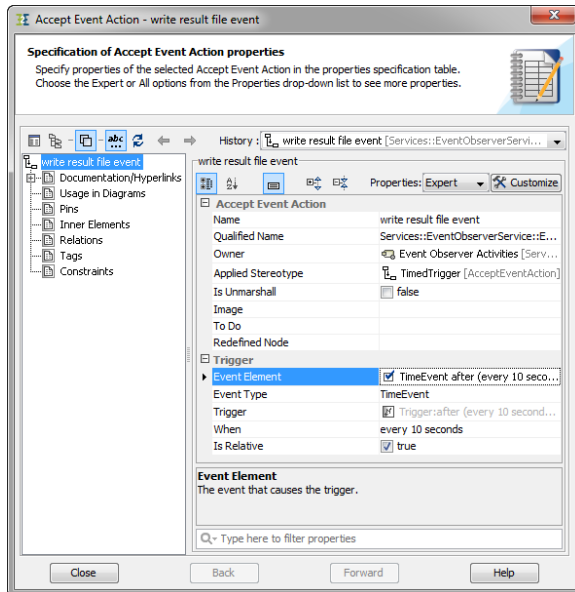 Accept Event Action - write result file event
Specification of Accept Event Action properties
Specify properties of the selected Accept Event Action in the properties specification table.
Choose the Expert or All options from the Properties drop-down list to see more properties.
History : write result file event [Services::EventObserverServi...
write result file event
Documentation/Hyperlinks
Usage in Diagrams
Pins
Inner Elements
Relations
Tags
Constraints
write result file event
Properties: Expert Customize
Accept Event Action
Name write result file event
Qualified Name Services::EventObserverService::E...
Owner Event Observer Activities [Serv...
Applied Stereotype TimedTrigger [AcceptEventAction]
Is Unmarshall false
Image
To Do
Redefined Node
Trigger
Event Element TimeEvent after (every 10 seco...
Event Type TimeEvent
Trigger Trigger:after (every 10 second...
When every 10 seconds
Is Relative true
Event Element
The event that causes the trigger.
Type here to filter properties
Close Back Forward Help